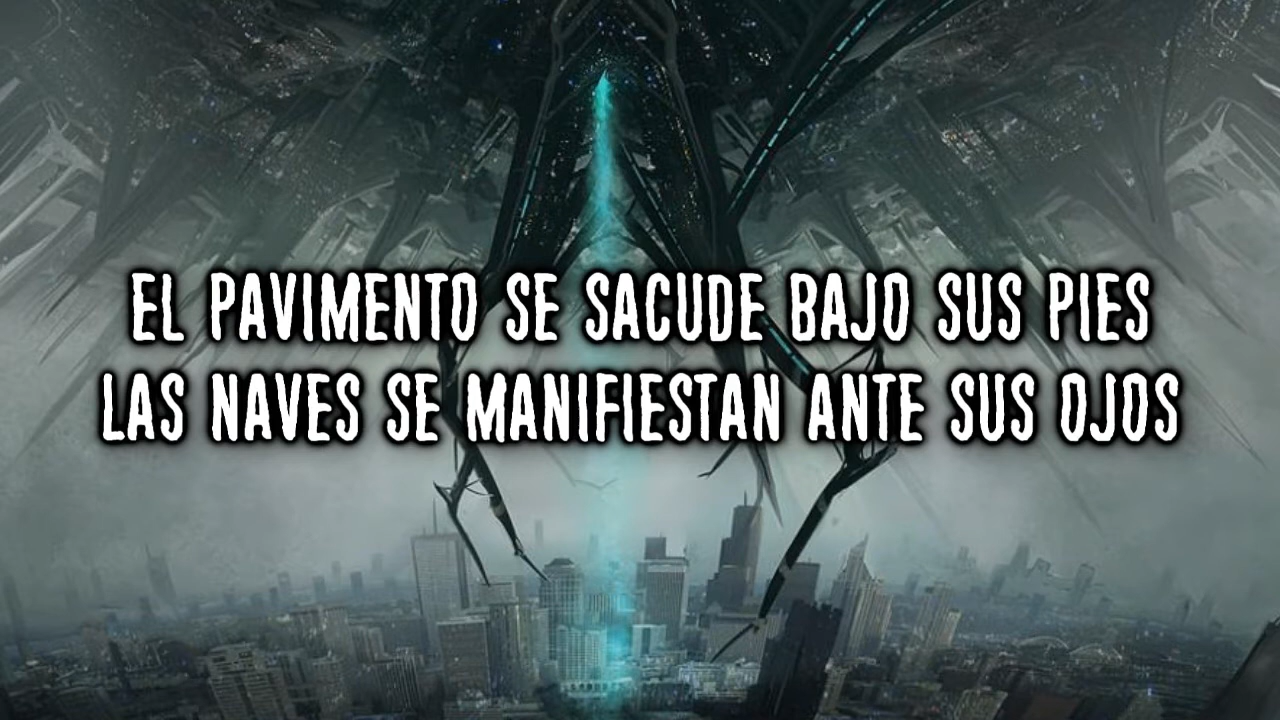 EL PAVIMENTO SE SACUDE BAJO SUS PIES
LAS NAVES SE MANIFIESTAN ANTE SUS OJOS